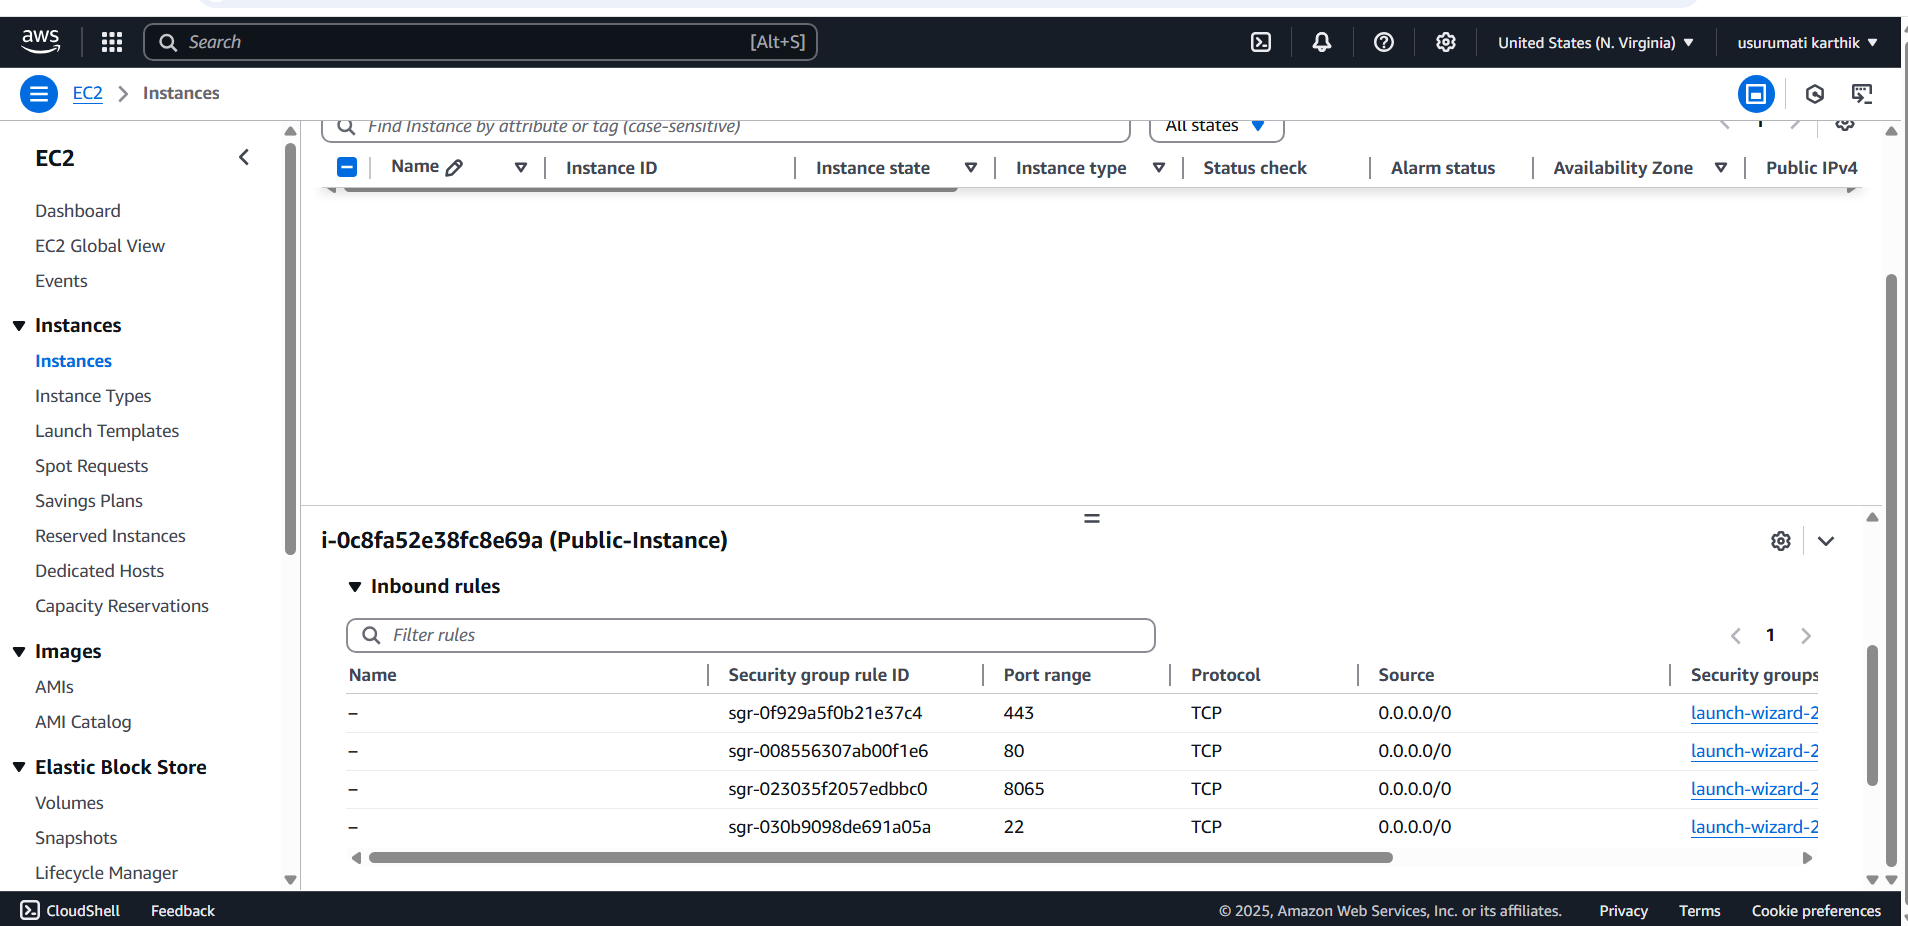 aws
Search [Alt+S]
United States (N. Virginia)
usurumati karthik
EC2 Instances
Find Instance by attribute or tag (case-sensitive)
All states
1
Name Instance ID Instance state Instance type Status check Alarm status Availability Zone Public IPv4
EC2
Dashboard
EC2 Global View
Events
Instances
Instances
Instance Types
Launch Templates
Spot Requests
Savings Plans
Reserved Instances
Dedicated Hosts
Capacity Reservations
Images
AMIs
AMI Catalog
Elastic Block Store
Volumes
Snapshots
Lifecycle Manager
i-0c8fa52e38fc8e69a (Public-Instance)
Inbound rules
Filter rules
1
Name Security group rule ID Port range Protocol Source Security groups
– sgr-0f929a5f0b21e37c4 443 TCP 0.0.0.0/0 launch-wizard-2
– sgr-008556307ab00f1e6 80 TCP 0.0.0.0/0 launch-wizard-2
– sgr-023035f2057edbbc0 8065 TCP 0.0.0.0/0 launch-wizard-2
– sgr-030b9098de691a05a 22 TCP 0.0.0.0/0 launch-wizard-2
CloudShell Feedback © 2025, Amazon Web Services, Inc. or its affiliates. Privacy Terms Cookie preferences